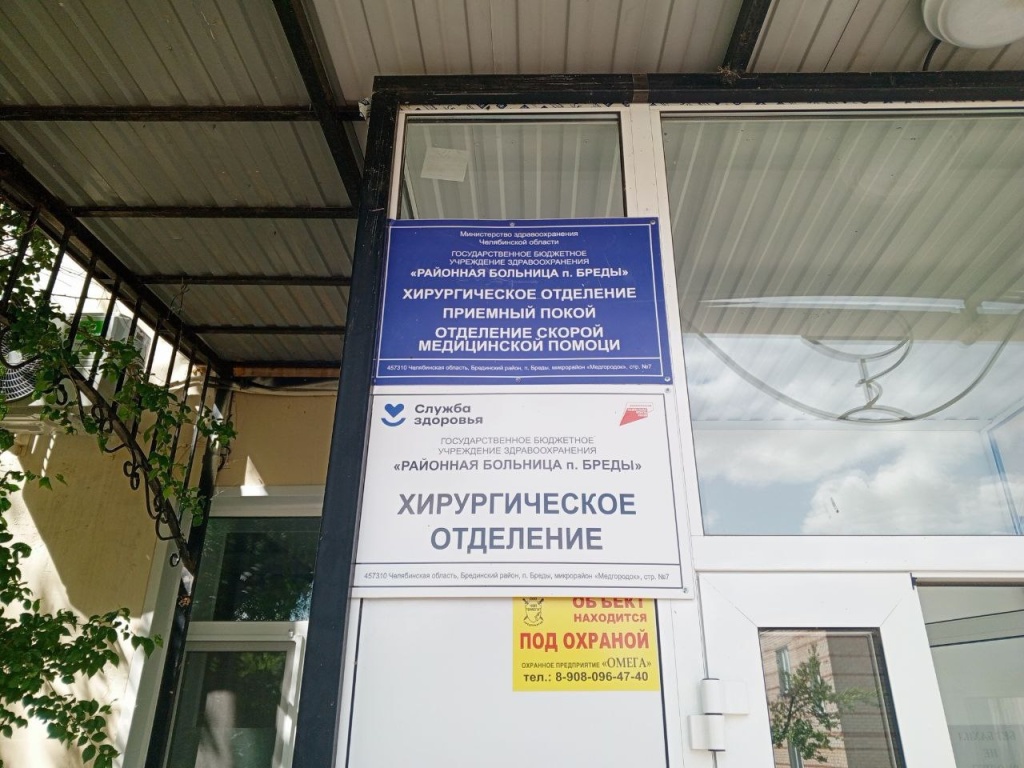 Министерство здравоохранения
Челябинской области
ГОСУДАРСТВЕННОЕ БЮДЖЕТНОЕ
УЧРЕЖДЕНИЕ ЗДРАВООХРАНЕНИЯ
«РАЙОННАЯ БОЛЬНИЦА п. БРЕДЫ»
ХИРУРГИЧЕСКОЕ ОТДЕЛЕНИЕ
ПРИЕМНЫЙ ПОКОЙ
ОТДЕЛЕНИЕ СКОРОЙ
МЕДИЦИНСКОЙ ПОМОЦИ
457310 Челябинская область, Брединский район, п. Бреды, микрорайон «Медгородок», стр. №7
Служба
здоровья
ГОСУДАРСТВЕННОЕ БЮДЖЕТНОЕ
УЧРЕЖДЕНИЕ ЗДРАВООХРАНЕНИЯ
«РАЙОННАЯ БОЛЬНИЦА п. БРЕДЫ»
ХИРУРГИЧЕСКОЕ
ОТДЕЛЕНИЕ
457310 Челябинская область, Брединский район, п. Бреды, микрорайон «Медгородок», стр. №7
ОБЪЕКТ
НАХОДИТСЯ
ПОД ОХРАНОЙ
ОХРАННОЕ ПРЕДПРИЯТИЕ «ОМЕГА»
тел.: 8-908-096-47-40